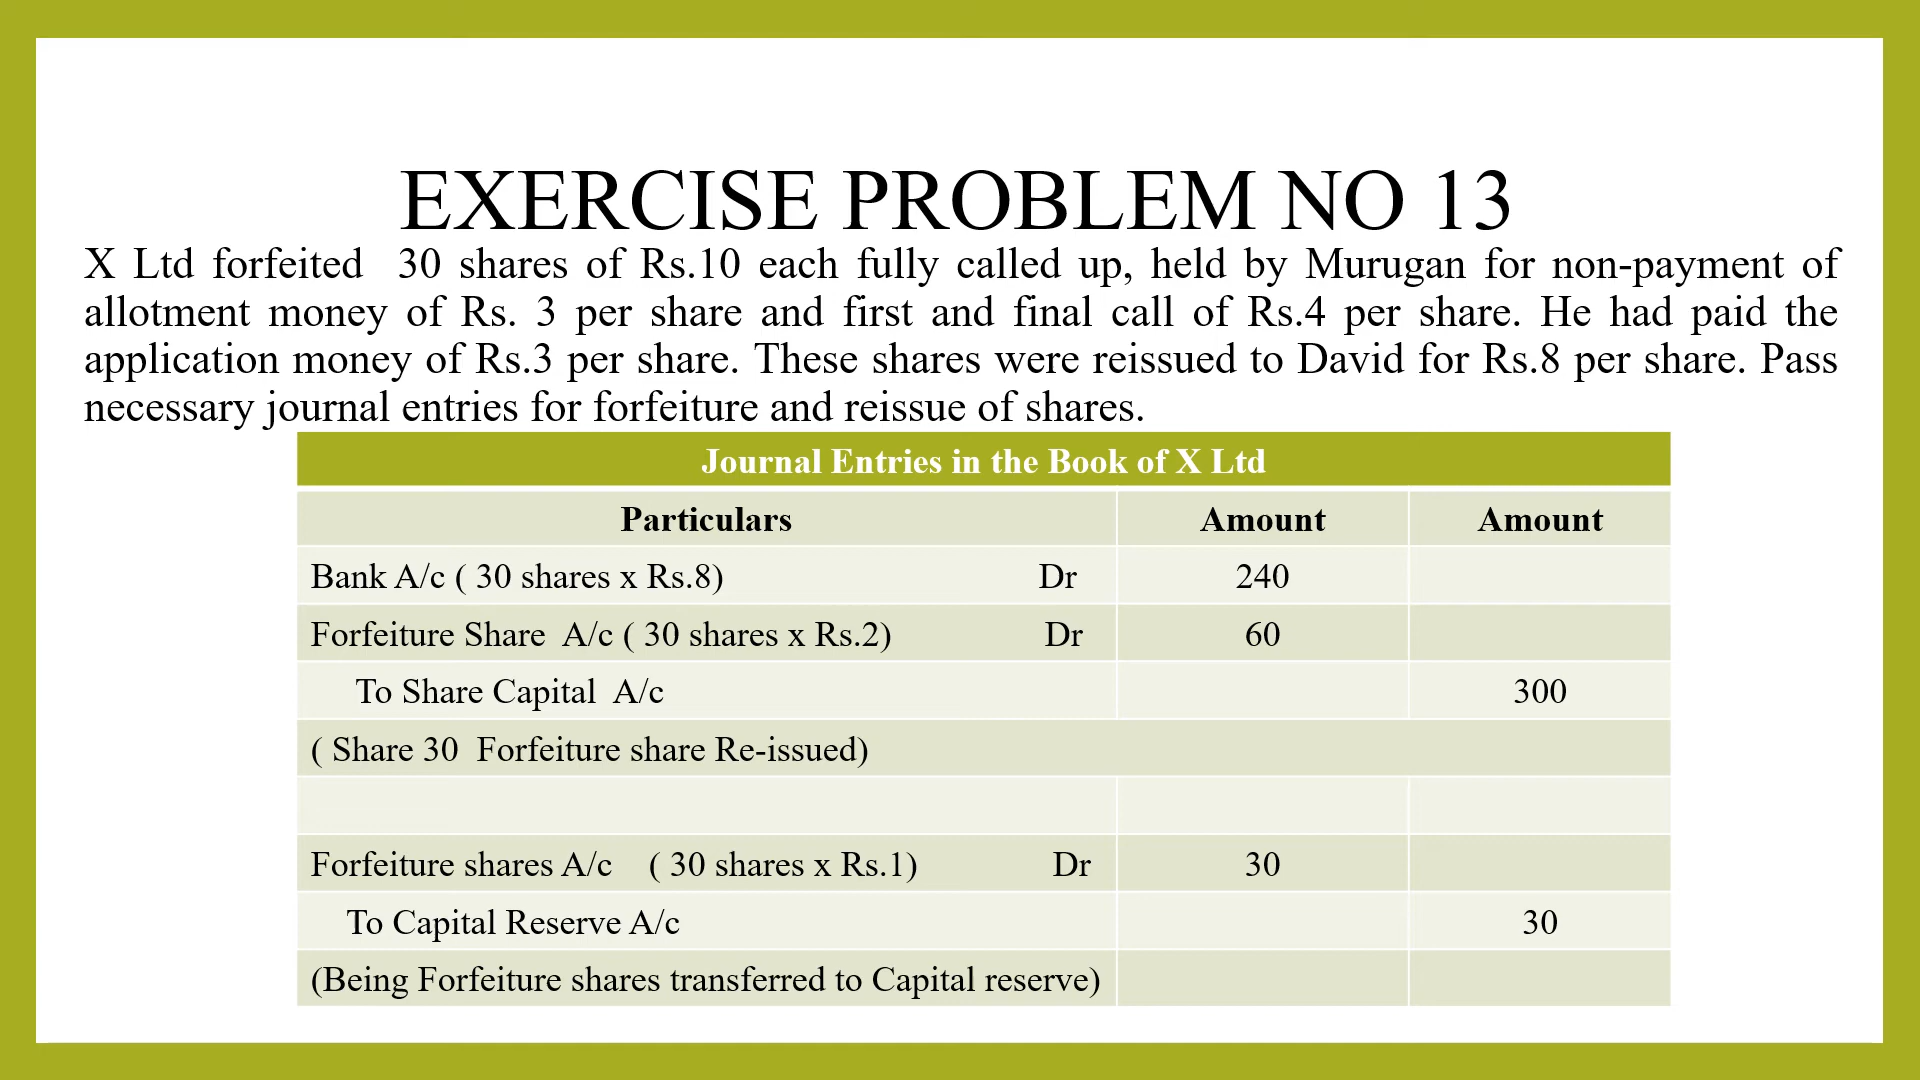 EXERCISE PROBLEM NO 13
X Ltd forfeited 30 shares of Rs.10 each fully called up, held by Murugan for non-payment of
allotment money of Rs. 3 per share and first and final call of Rs.4 per share. He had paid the
application money of Rs.3 per share. These shares were reissued to David for Rs.8 per share. Pass
necessary journal entries for forfeiture and reissue of shares.
Journal Entries in the Book of X Ltd
Particulars Amount Amount
Bank A/c ( 30 shares x Rs.8) Dr 240
Forfeiture Share A/c ( 30 shares x Rs.2) Dr 60
To Share Capital A/c 300
( Share 30 Forfeiture share Re-issued)
Forfeiture shares A/c ( 30 shares x Rs.1) Dr 30
To Capital Reserve A/c 30
(Being Forfeiture shares transferred to Capital reserve)